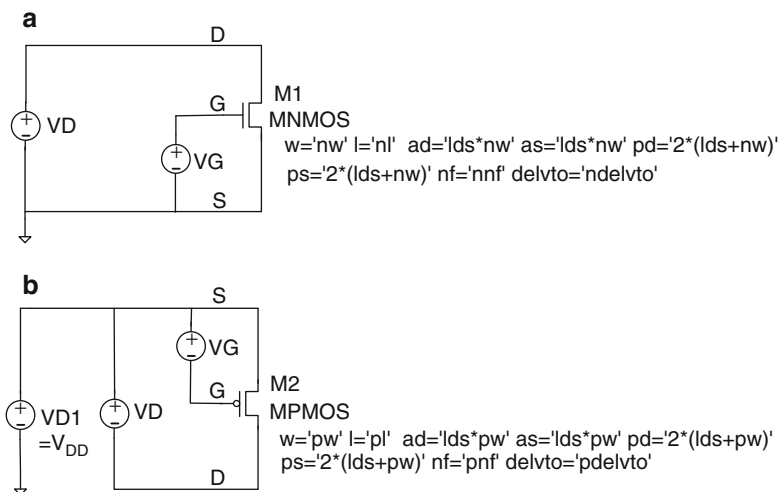 a
D
M1
G
MNMOS
VD
w='nw' l='nl' ad='lds*nw' as='lds*nw' pd='2*(lds+nw)'
VG
ps='2*(lds+nw)' nf='nnf' delvto='ndelvto'
S
b
S
VG
G
M2
MPMOS
VD1
=V_DD
VD
w='pw' l='pl' ad='lds*pw' as='lds*pw' pd='2*(lds+pw)'
ps='2*(lds+pw)' nf='pnf' delvto='pdelvto'
D